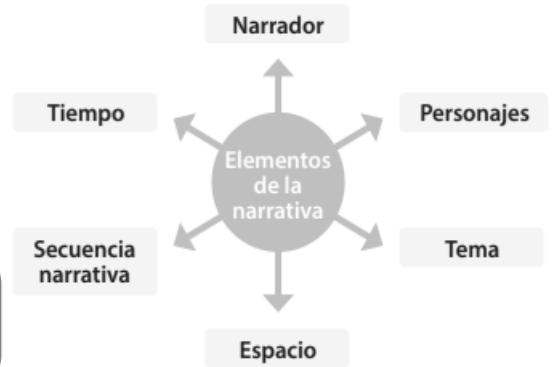 Narrador
Tiempo
Personajes
Elementos
de la
narrativa
Secuencia
narrativa
Tema
Espacio